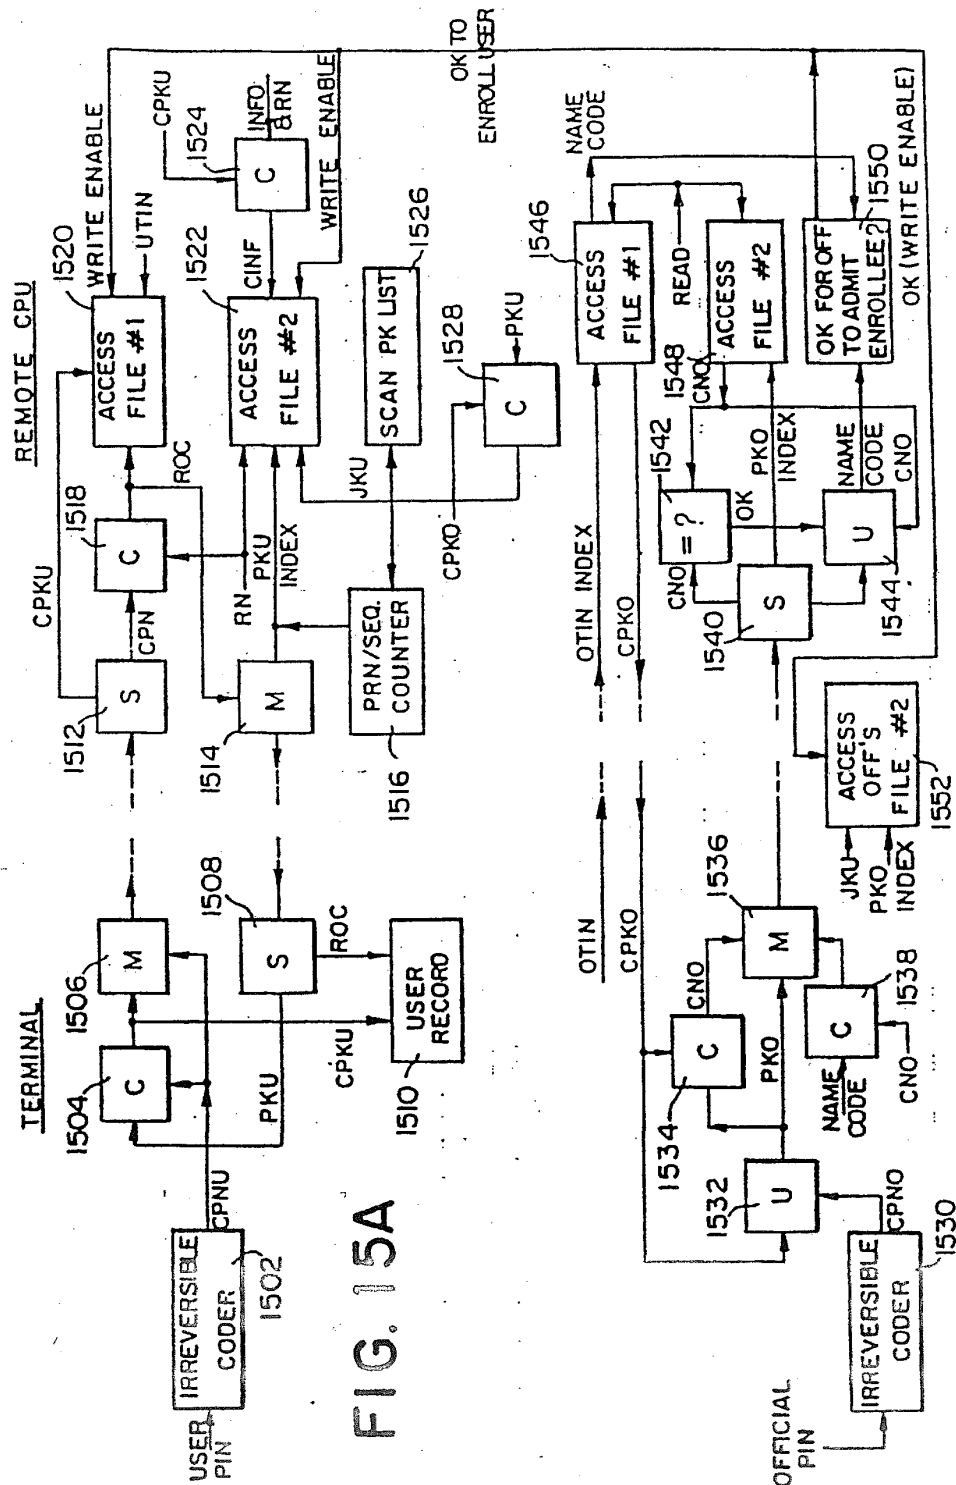 FIG. 15A
TERMINAL
REMOTE CPU
USER
PIN
IRREVERSIBLE
CODER
1502
CPNU
1504
C
1506
M
PKU
CPKU
1508
S
ROC
USER
RECORD
1510
CPKU
1512
S
CPN
1518
C
ROC
1514
M
RN
PKU
INDEX
PRN/SEQ.
COUNTER
1516
JKU
1520
ACCESS
FILE #1
WRITE ENABLE
UTIN
1522
ACCESS
FILE #2
CINF
CPKU
1524
C
INFO
& RN
WRITE ENABLE
SCAN PK LIST
1526
CPKO
1528
C
PKU
OK TO
ENROLL USER
OFFICIAL
PIN
IRREVERSIBLE
CODER
1530
CPNO
1532
U
1534
C
CNO
PKO
1536
M
NAME
CODE
C
1538
CNO
OTIN
CPKO
OTIN INDEX
CPKO
1540
S
CNO
1542
= ?
OK
PKO
INDEX
1544
U
NAME
CODE
CNO
1546
ACCESS
FILE #1
NAME
CODE
READ
1548
CNO
ACCESS
FILE #2
OK FOR OFF
TO ADMIT
ENROLLEE?
1550
OK (WRITE ENABLE)
JKU
PKO
INDEX
ACCESS
OFF'S
FILE #2
1552